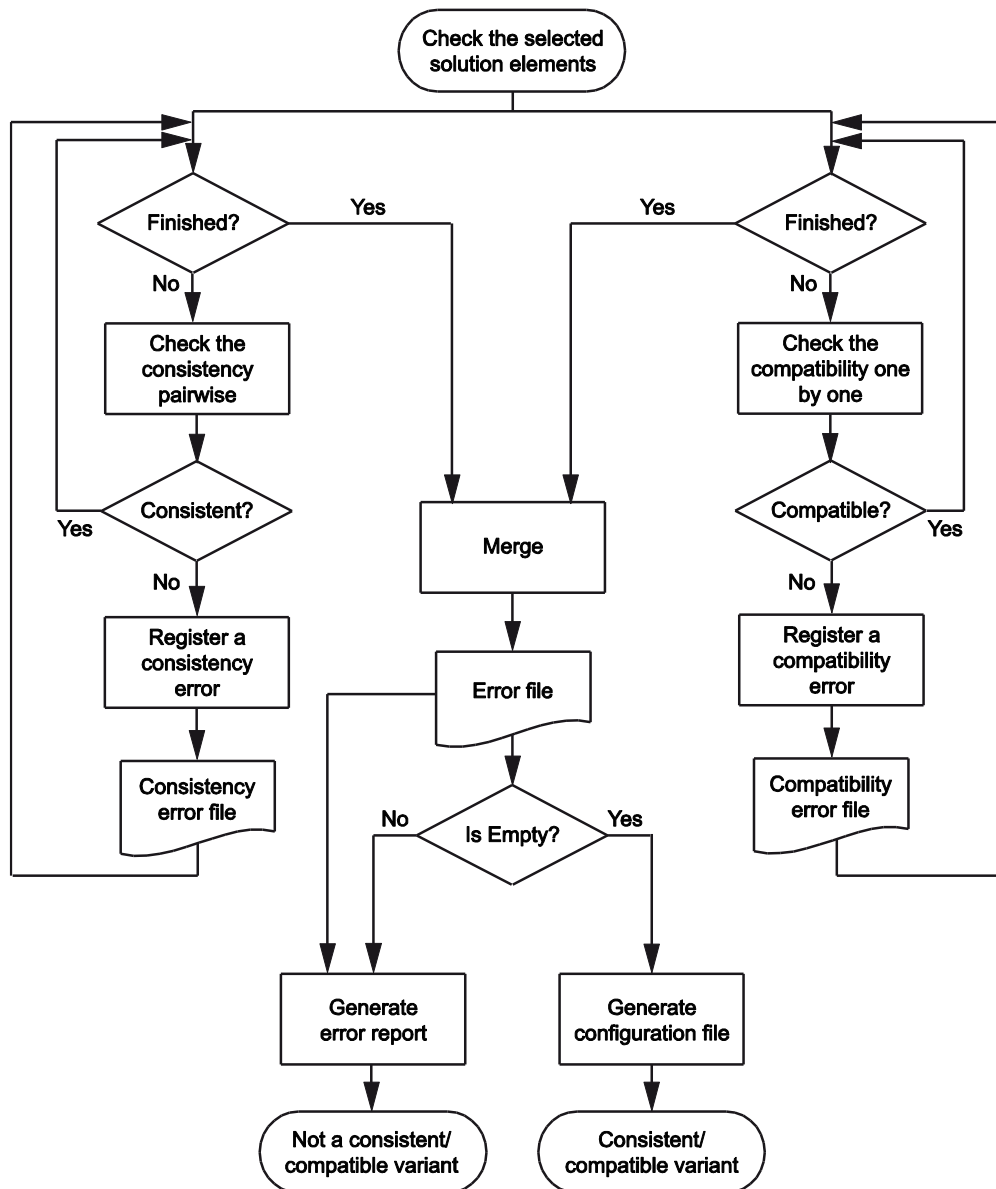 Check the selected
solution elements
Finished?
Yes
Yes
Finished?
No
No
Check the
consistency
pairwise
Check the
compatibility one
by one
Consistent?
Yes
Compatible?
Yes
Merge
No
No
Register a
consistency
error
Register a
compatibility
error
Error file
Consistency
error file
Compatibility
error file
No
Is Empty?
Yes
Generate
error report
Generate
configuration file
Not a consistent/
compatible variant
Consistent/
compatible variant